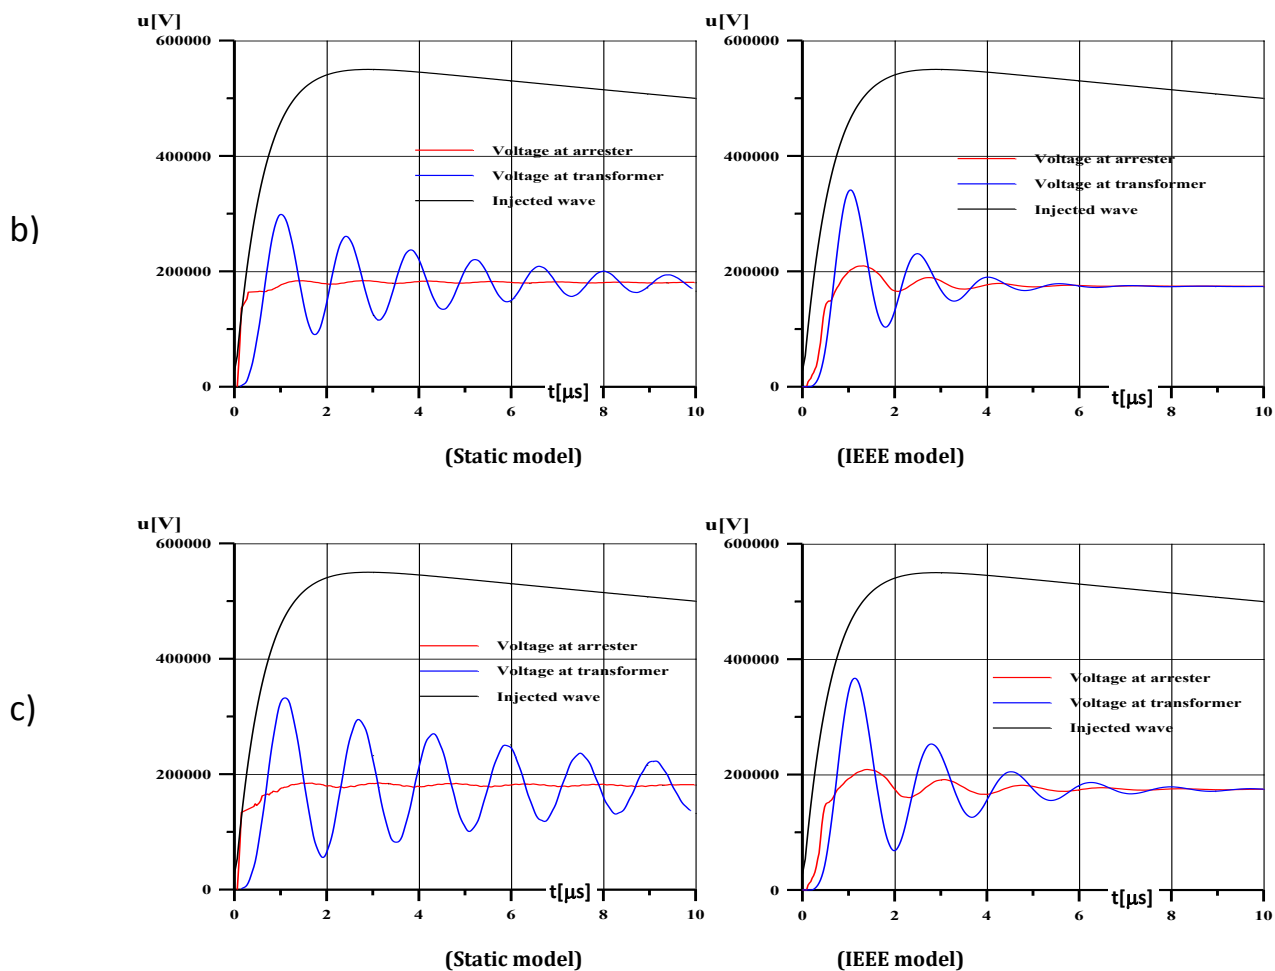 b)
u[V]
600000
400000
200000
0
Voltage at arrester
Voltage at transformer
Injected wave
0 2 4 6 8 10
t[μs]
(Static model)
u[V]
600000
400000
200000
0
Voltage at arrester
Voltage at transformer
Injected wave
0 2 4 6 8 10
t[μs]
(IEEE model)
c)
u[V]
600000
400000
200000
0
Voltage at arrester
Voltage at transformer
Injected wave
0 2 4 6 8 10
t[μs]
(Static model)
u[V]
600000
400000
200000
0
Voltage at arrester
Voltage at transformer
Injected wave
0 2 4 6 8 10
t[μs]
(IEEE model)